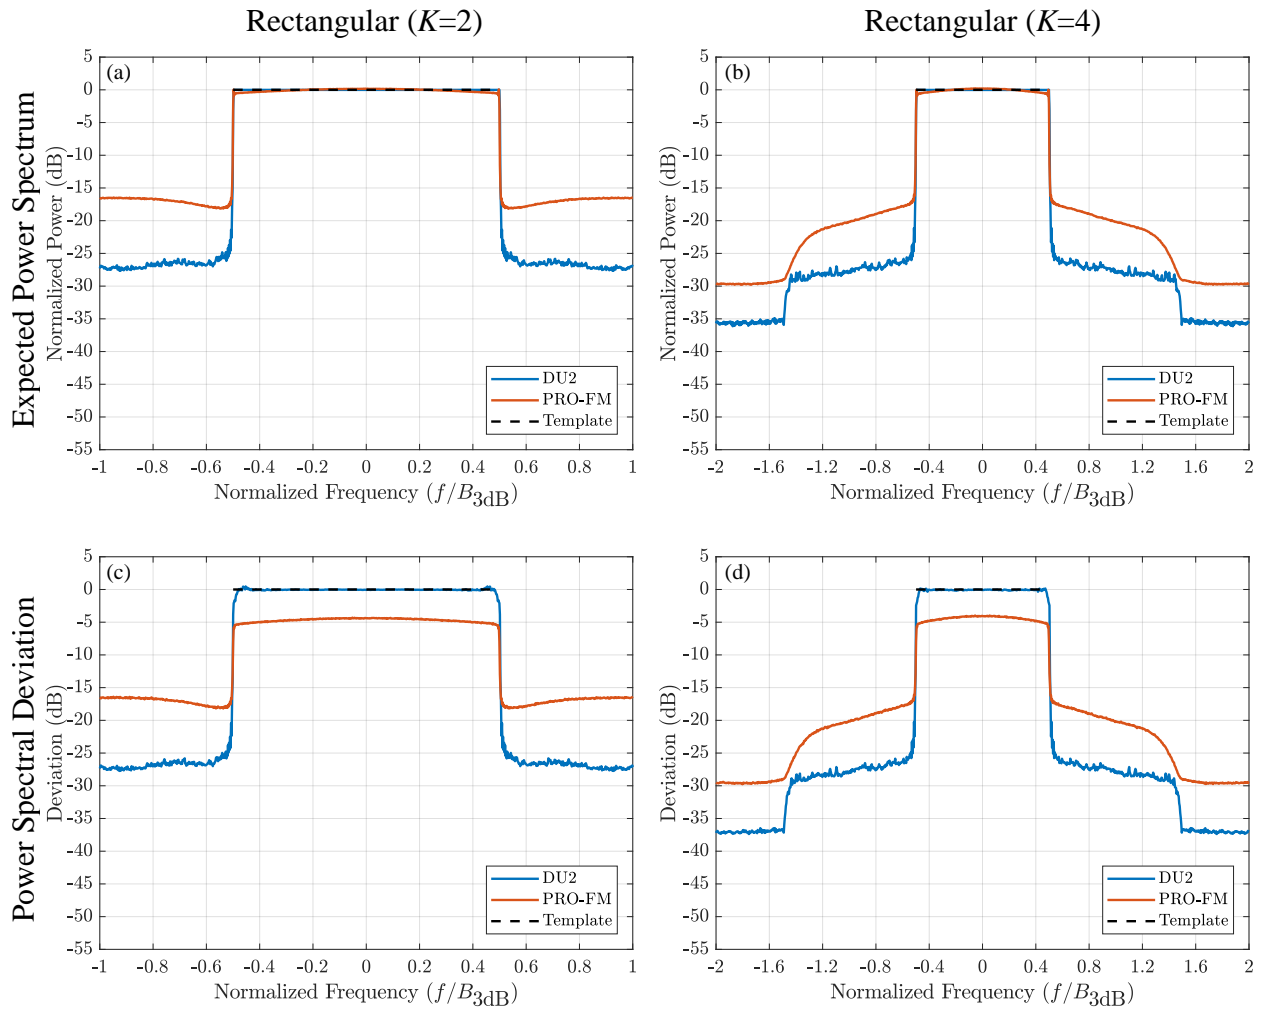 Rectangular (K=2)
Rectangular (K=4)
Expected Power Spectrum
(a)
5
0
-5
-10
-15
-20
-25
-30
-35
-40
-45
-50
-55
Normalized Power (dB)
DU2
PRO-FM
Template
-1 -0.8 -0.6 -0.4 -0.2 0 0.2 0.4 0.6 0.8 1
Normalized Frequency (f/B3dB)
(b)
5
0
-5
-10
-15
-20
-25
-30
-35
-40
-45
-50
-55
Normalized Power (dB)
DU2
PRO-FM
Template
-2 -1.6 -1.2 -0.8 -0.4 0 0.4 0.8 1.2 1.6 2
Normalized Frequency (f/B3dB)
Power Spectral Deviation
(c)
5
0
-5
-10
-15
-20
-25
-30
-35
-40
-45
-50
-55
Deviation (dB)
DU2
PRO-FM
Template
-1 -0.8 -0.6 -0.4 -0.2 0 0.2 0.4 0.6 0.8 1
Normalized Frequency (f/B3dB)
(d)
5
0
-5
-10
-15
-20
-25
-30
-35
-40
-45
-50
-55
Deviation (dB)
DU2
PRO-FM
Template
-2 -1.6 -1.2 -0.8 -0.4 0 0.4 0.8 1.2 1.6 2
Normalized Frequency (f/B3dB)